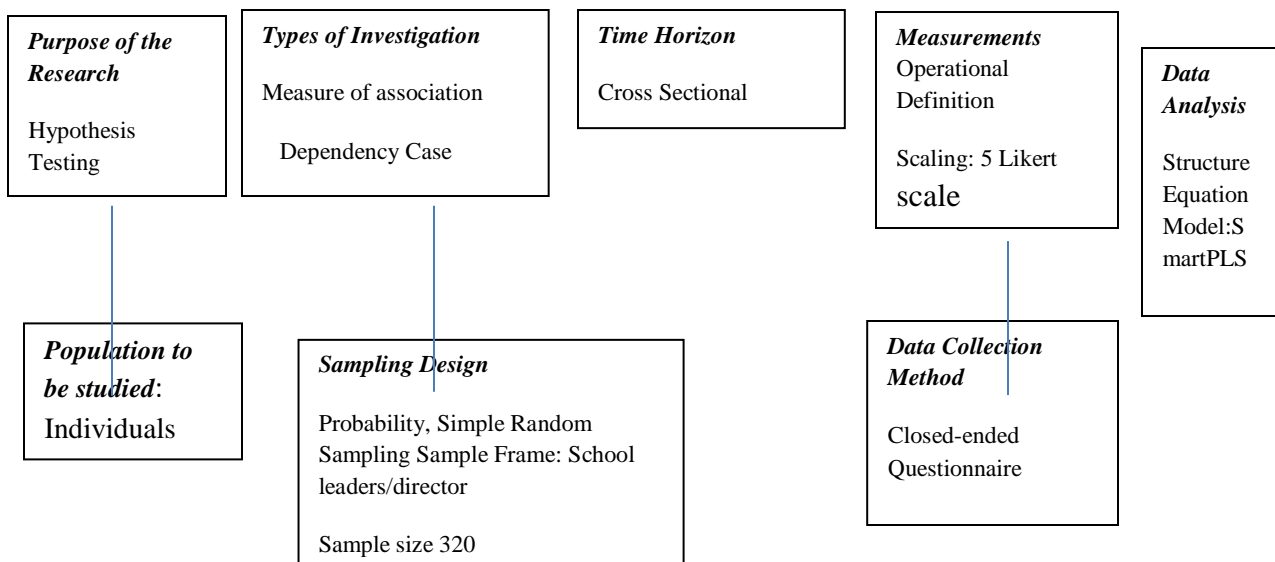 Purpose of the
Research
Hypothesis
Testing
Types of Investigation
Measure of association
Dependency Case
Time Horizon
Cross Sectional
Measurements
Operational
Definition
Scaling: 5 Likert
scale
Data
Analysis
Structure
Equation
Model:S
martPLS
Population to
be studied:
Individuals
Sampling Design
Probability, Simple Random
Sampling Sample Frame: School
leaders/director
Sample size 320
Data Collection
Method
Closed-ended
Questionnaire